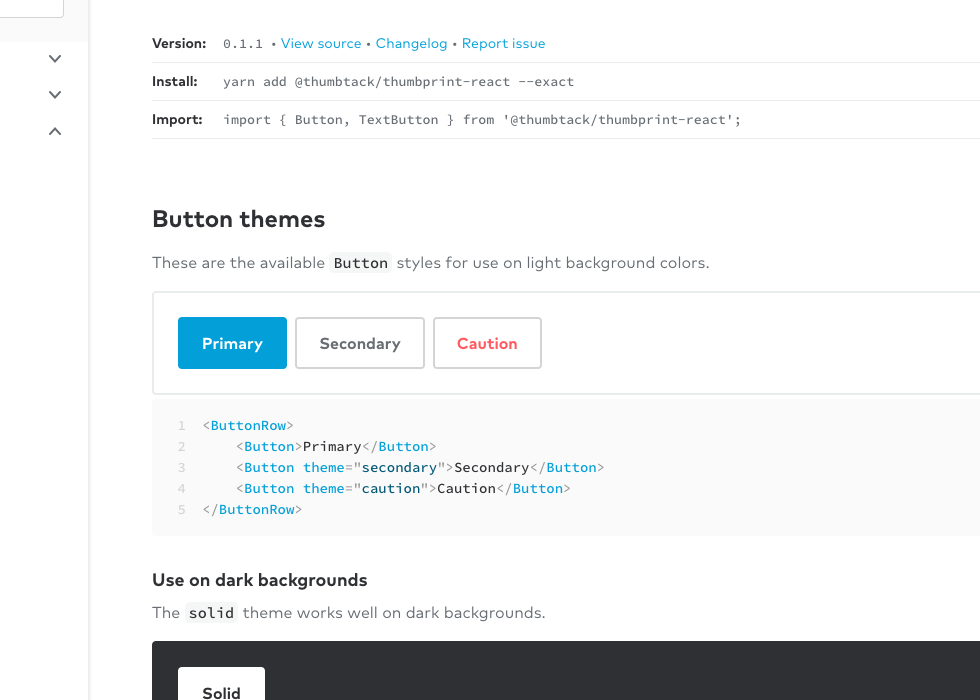 Version: 0.1.1 • View source • Changelog • Report issue
Install: yarn add @thumbtack/thumbprint-react --exact
Import: import { Button, TextButton } from '@thumbtack/thumbprint-react';
Button themes
These are the available Button styles for use on light background colors.
Primary Secondary Caution
1 <ButtonRow>
2     <Button>Primary</Button>
3     <Button theme="secondary">Secondary</Button>
4     <Button theme="caution">Caution</Button>
5 </ButtonRow>
Use on dark backgrounds
The solid theme works well on dark backgrounds.
Solid